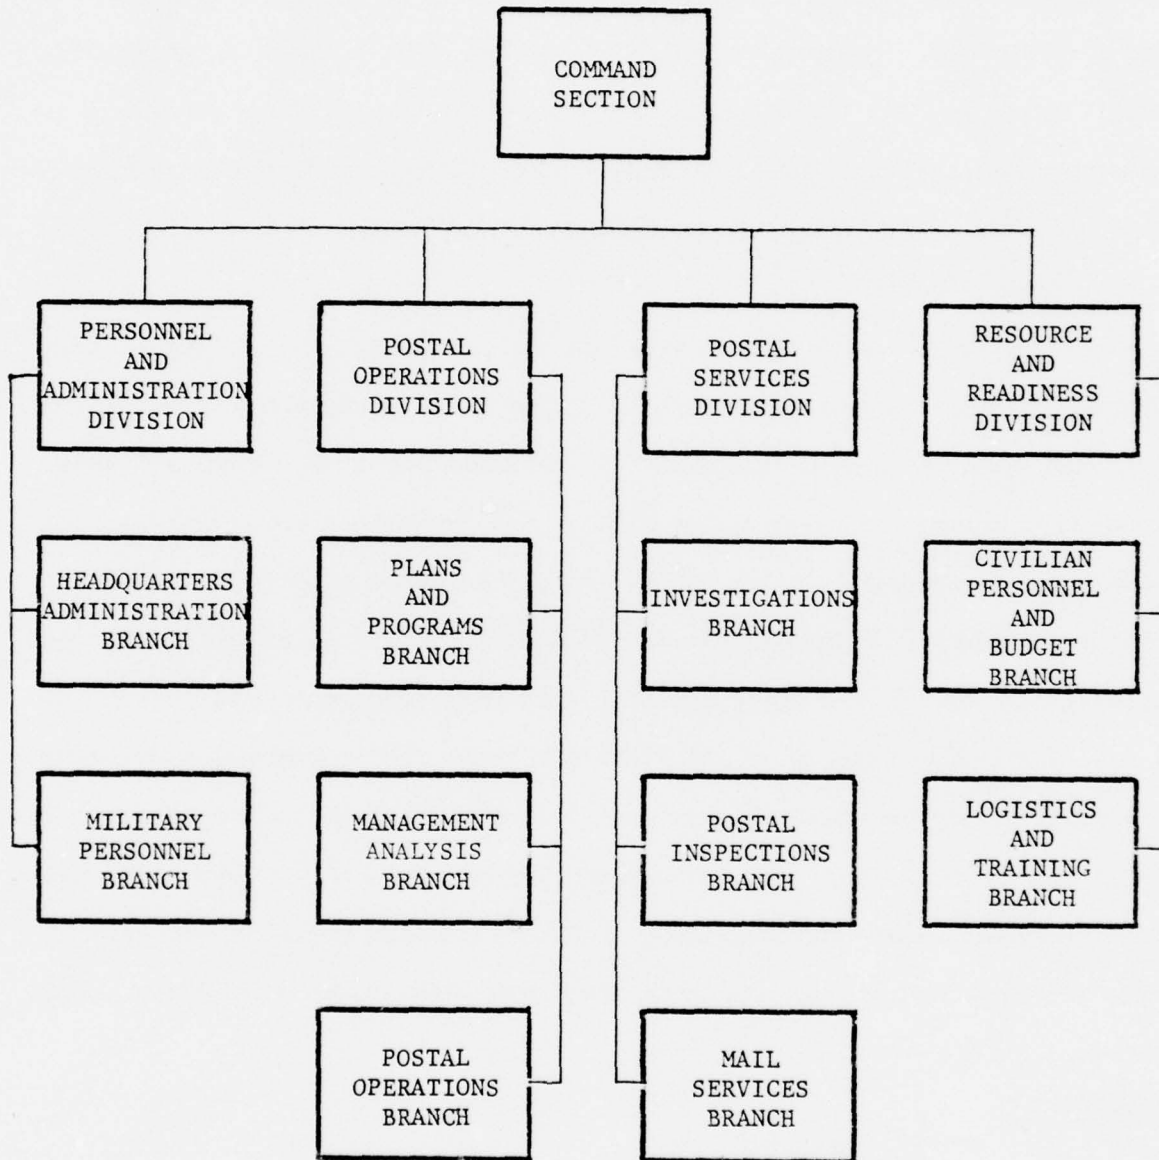 COMMAND
SECTION
PERSONNEL
AND
ADMINISTRATION
DIVISION
POSTAL
OPERATIONS
DIVISION
POSTAL
SERVICES
DIVISION
RESOURCE
AND
READINESS
DIVISION
HEADQUARTERS
ADMINISTRATION
BRANCH
PLANS
AND
PROGRAMS
BRANCH
INVESTIGATIONS
BRANCH
CIVILIAN
PERSONNEL
AND
BUDGET
BRANCH
MILITARY
PERSONNEL
BRANCH
MANAGEMENT
ANALYSIS
BRANCH
POSTAL
INSPECTIONS
BRANCH
LOGISTICS
AND
TRAINING
BRANCH
POSTAL
OPERATIONS
BRANCH
MAIL
SERVICES
BRANCH